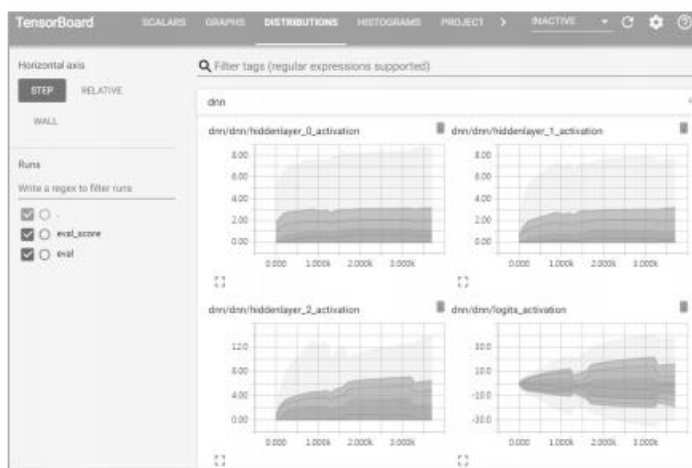 TensorBoard SCALARS GRAPHS DISTRIBUTIONS HISTOGRAMS PROJECT INACTIVE
Horizontal axis
STEP RELATIVE
WALL
Runs
Write a regex to filter runs
.
eval_score
eval
Filter tags (regular expressions supported)
dnn
dnn/dnn/hiddenlayer_0_activation
8.00
6.00
4.00
2.00
0.00
0.000 1.000k 2.000k 3.000k
dnn/dnn/hiddenlayer_1_activation
8.00
6.00
4.00
2.00
0.00
0.000 1.000k 2.000k 3.000k
dnn/dnn/hiddenlayer_2_activation
12.0
8.00
4.00
0.00
0.000 1.000k 2.000k 3.000k
dnn/dnn/logits_activation
30.0
10.0
-10.0
-30.0
0.000 1.000k 2.000k 3.000k